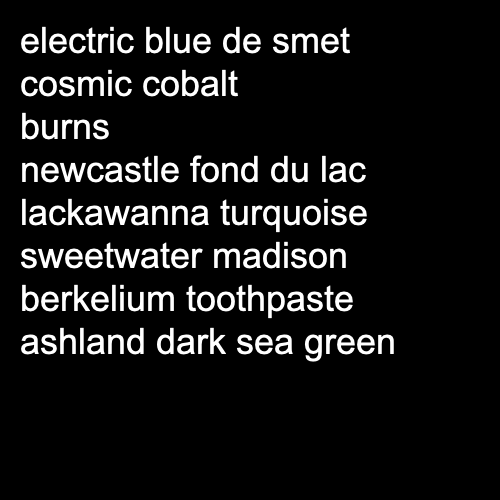 electric blue de smet
cosmic cobalt
burns
newcastle fond du lac
lackawanna turquoise
sweetwater madison
berkelium toothpaste
ashland dark sea green